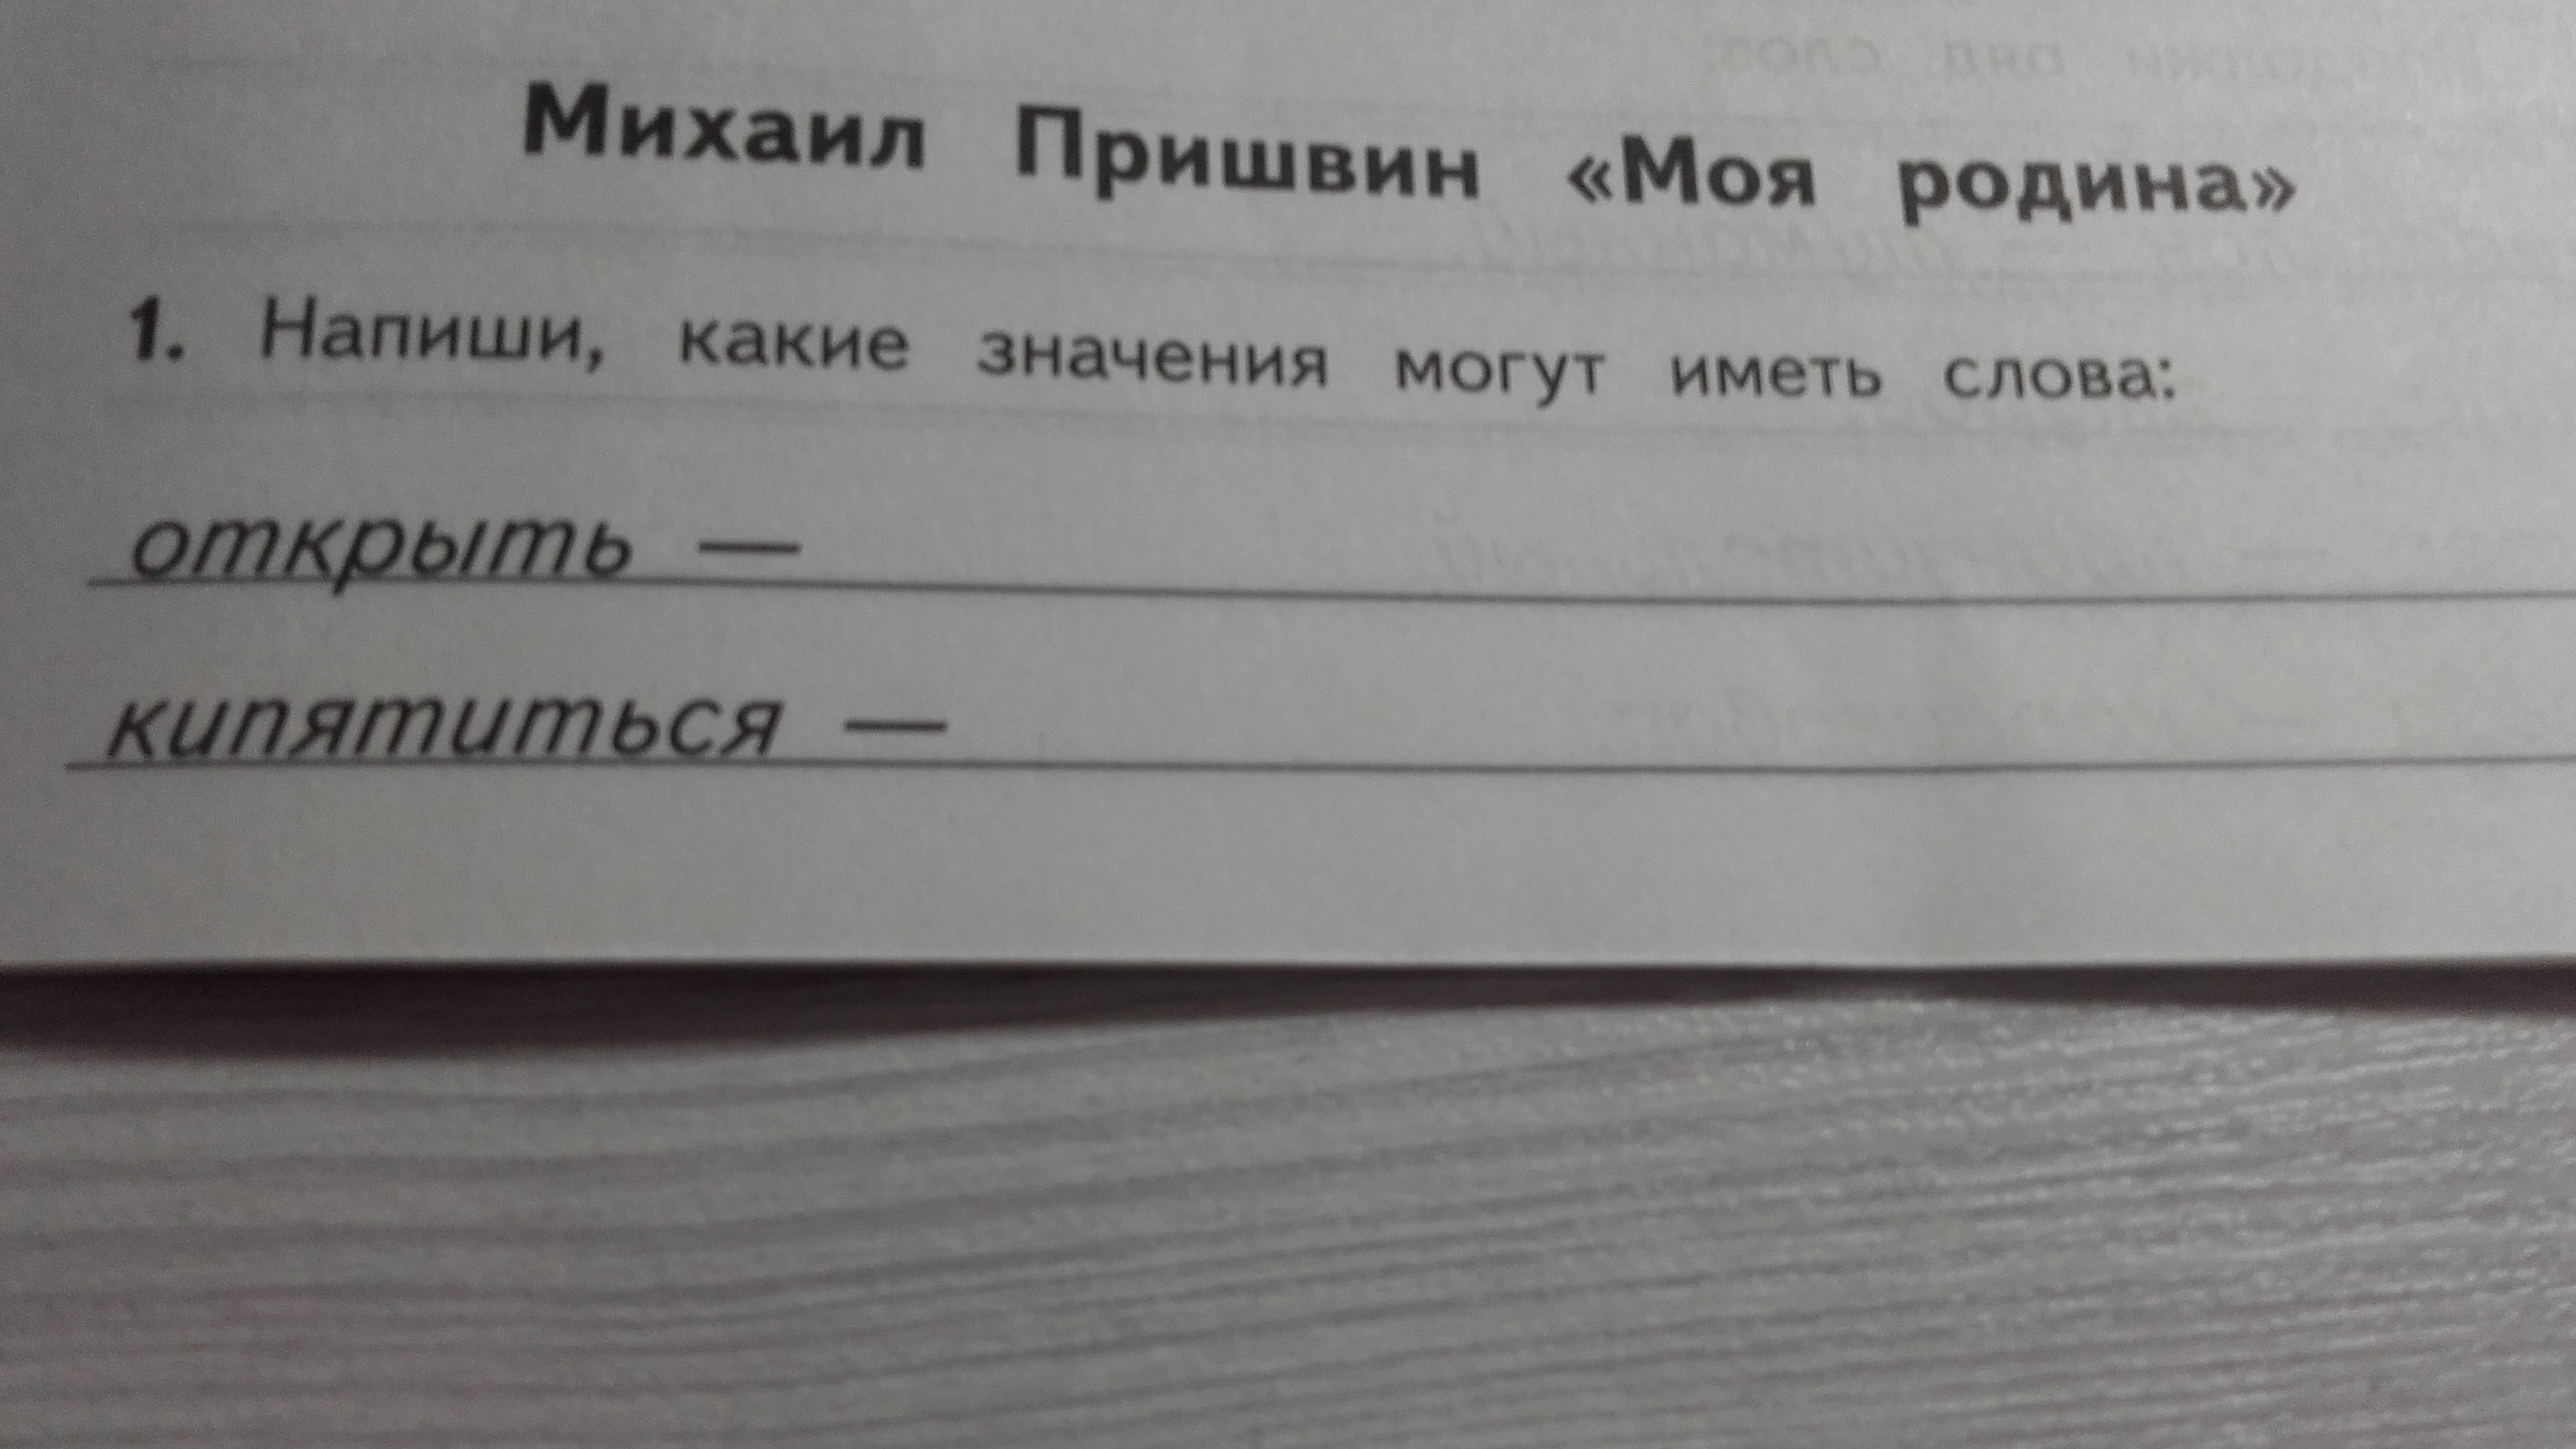 Михаил Пришвин «Моя родина»
1. Напиши, какие значения могут иметь слова:
открыть —
кипятиться —